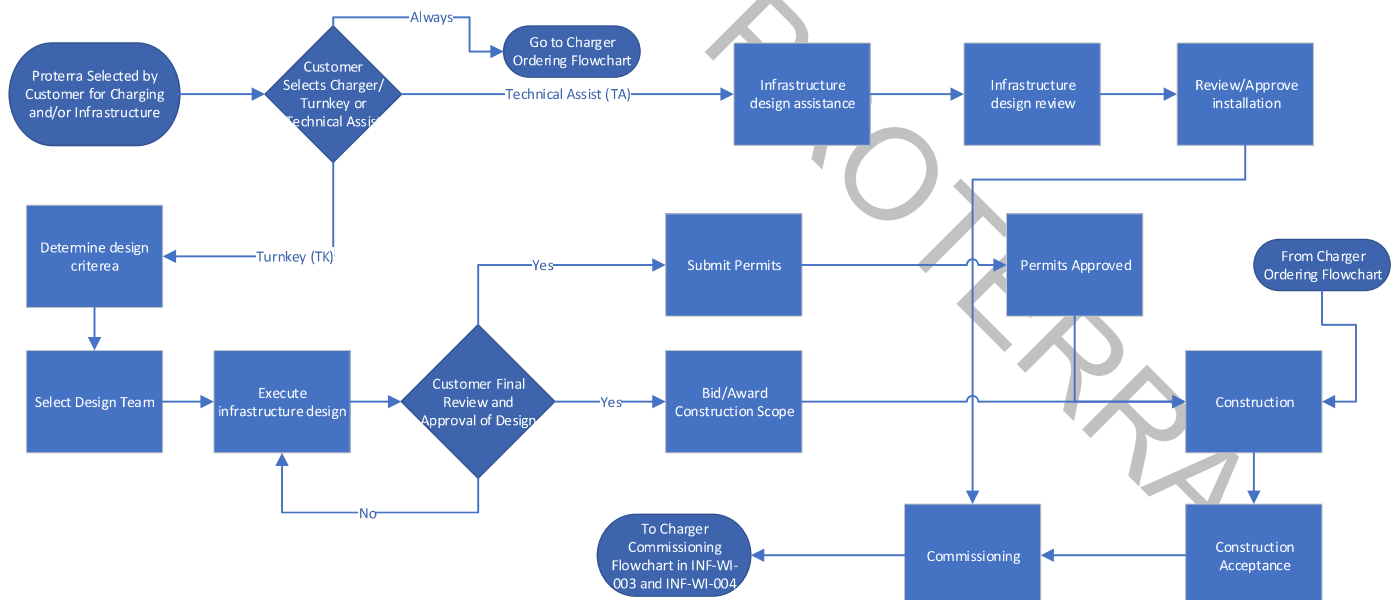 Always
Go to Charger
Ordering Flowchart
Proterra Selected by
Customer for Charging
and/or Infrastructure
Customer
Selects Charger/
Turnkey or
Technical Assist
Technical Assist (TA)
Infrastructure
design assistance
Infrastructure
design review
Review/Approve
installation
PROTERRA
Determine design
criterea
Turnkey (TK)
Yes
Submit Permits
Permits Approved
From Charger
Ordering Flowchart
Select Design Team
Execute
infrastructure design
Customer Final
Review and
Approval of Design
Yes
Bid/Award
Construction Scope
Construction
No
To Charger
Commissioning
Flowchart in INF-WI-
003 and INF-WI-004
Commissioning
Construction
Acceptance